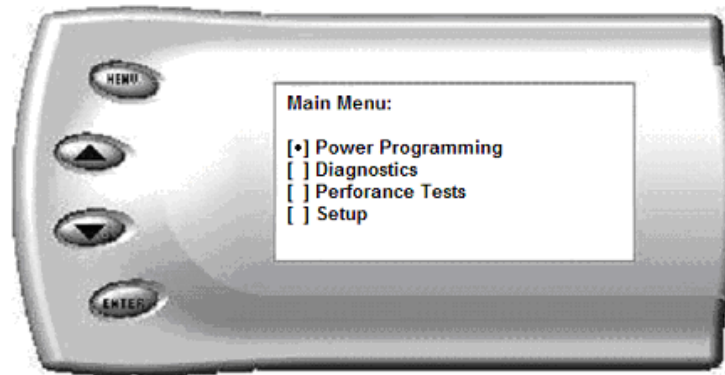 MENU
Main Menu:
[•] Power Programming
[ ] Diagnostics
[ ] Perforance Tests
[ ] Setup
ENTER